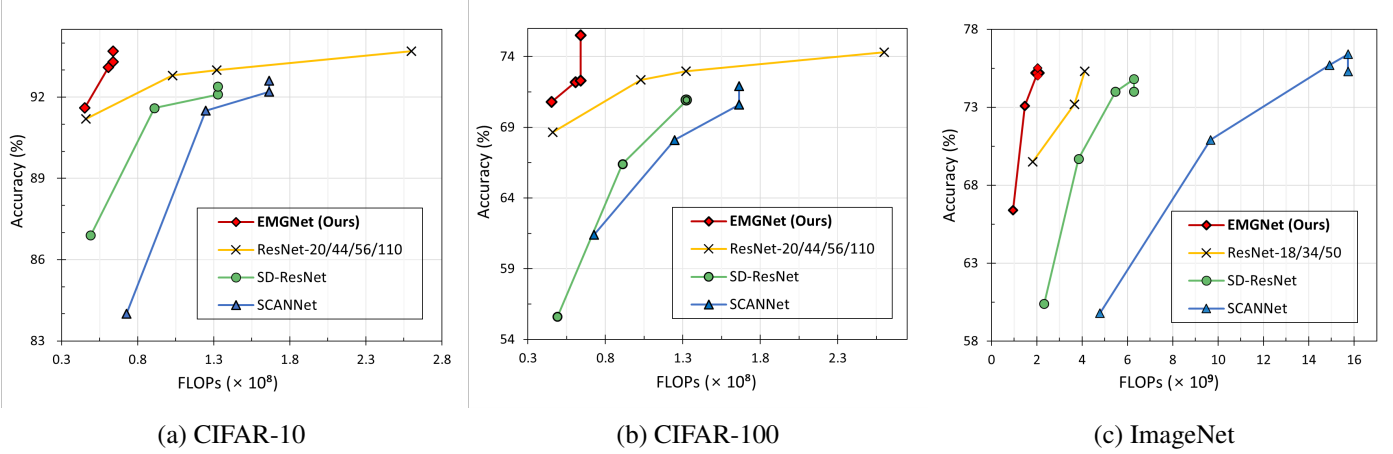 92
89
86
83
0.3 0.8 1.3 1.8 2.3 2.8
Accuracy (%)
FLOPs (× 10⁸)
EMGNet (Ours)
ResNet-20/44/56/110
SD-ResNet
SCANNet
(a) CIFAR-10
74
69
64
59
54
0.3 0.8 1.3 1.8 2.3
Accuracy (%)
FLOPs (× 10⁸)
EMGNet (Ours)
ResNet-20/44/56/110
SD-ResNet
SCANNet
(b) CIFAR-100
78
73
68
63
58
0 2 4 6 8 10 12 14 16
Accuracy (%)
FLOPs (× 10⁹)
EMGNet (Ours)
ResNet-18/34/50
SD-ResNet
SCANNet
(c) ImageNet